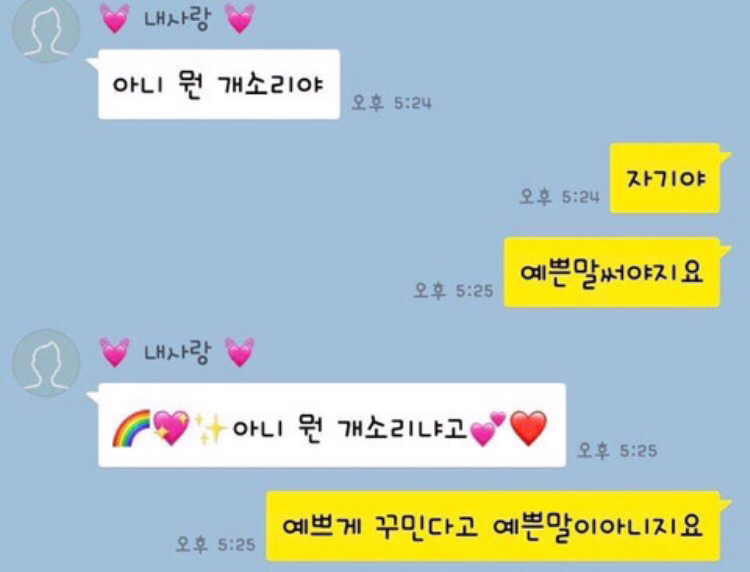 💓 내사랑 💓
아니 뭔 개소리야
오후 5:24
자기야
오후 5:24
예쁜말써야지요
오후 5:25
💓 내사랑 💓
🌈💖✨아니 뭔 개소리냐고💕❤️
오후 5:25
예쁘게 꾸민다고 예쁜말이아니지요
오후 5:25